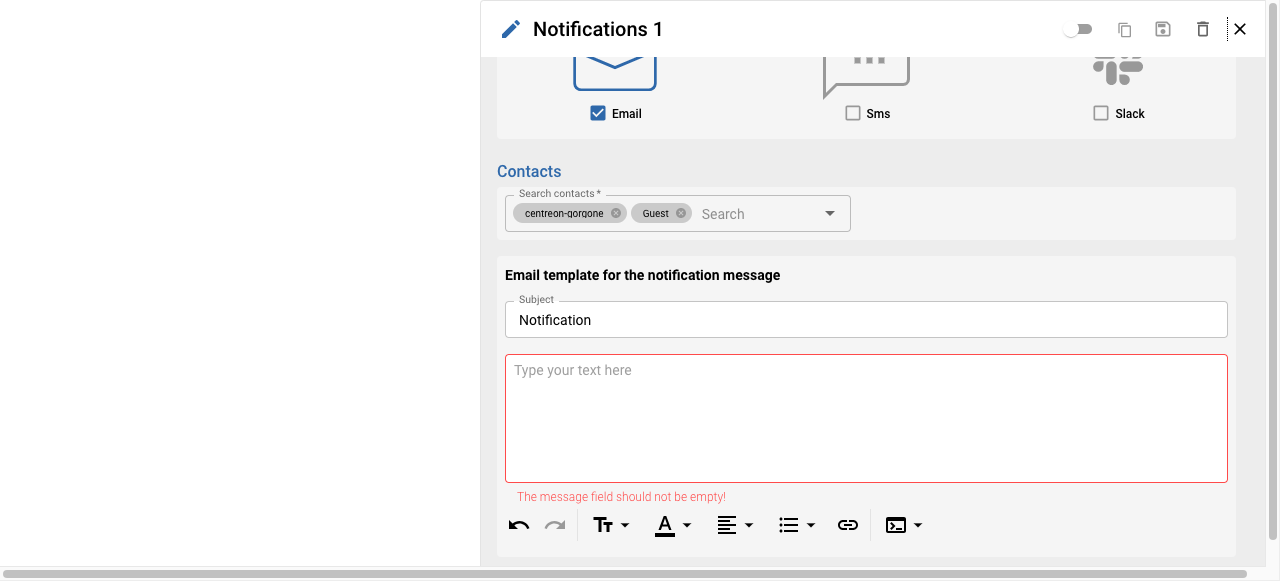 Notifications 1
Email
Sms
Slack
Contacts
Search contacts *
centreon-gorgone
Guest
Search
Email template for the notification message
Subject
Notification
Type your text here
The message field should not be empty!